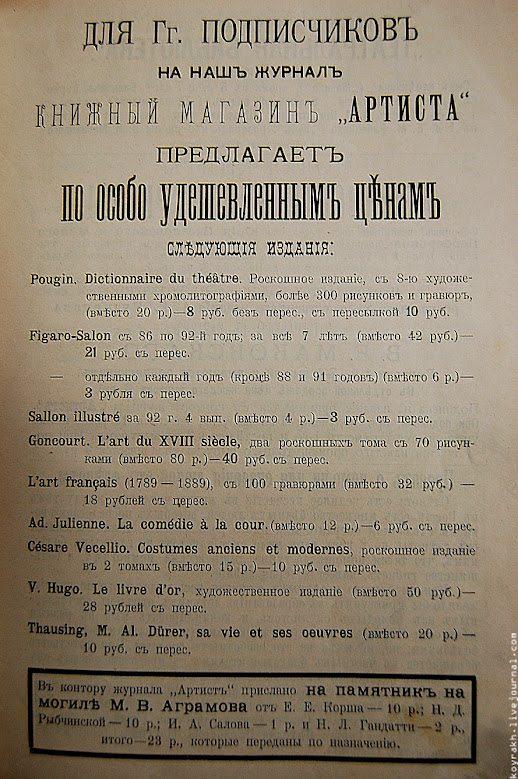 ДЛЯ Гг. ПОДПИСЧИКОВЪ
НА НАШЪ ЖУРНАЛЪ
КНИЖНЫЙ МАГАЗИНЪ „АРТИСТА“
ПРЕДЛАГАЕТЪ
ПО ОСОБО УДЕШЕВЛЕННЫМЪ ЦѢНАМЪ
СЛѢДУЮЩІЯ ИЗДАНІЯ:
Pougin. Dictionnaire du théâtre. Роскошное изданіе, съ 8-ю художе-
ственными хромолитографіями, болѣе 300 рисунковъ и гравюръ,
(вмѣсто 20 р.)—8 руб. безъ перес., съ пересылкой 10 руб.
Figaro-Salon съ 86 по 92-й годъ; за всѣ 7 лѣтъ (вмѣсто 42 руб.)—
21 руб. съ перес.
— отдѣльно каждый годъ (кромѣ 88 и 91 годовъ) (вмѣсто 6 р.)—
3 рубля съ перес.
Sallon illustré за 92 г. 4 вып. (вмѣсто 4 р.)—3 руб. съ перес.
Goncourt. L'art du XVIII siècle, два роскошныхъ тома съ 70 рисун-
ками (вмѣсто 80 р.)—40 руб. съ перес.
L'art français (1789—1889), съ 100 гравюрами (вмѣсто 32 руб.) —
18 рублей съ перес.
Ad. Julienne. La comédie à la cour. (вмѣсто 12 р.)—6 руб. съ перес.
Césare Vecellio. Costumes anciens et modernes, роскошное изданіе
въ 2 томахъ (вмѣсто 15 р.)—10 руб. съ перес.
V. Hugo. Le livre d'or, художественное изданіе (вмѣсто 50 руб.)—
28 рублей съ перес.
Thausing, M. Al. Dürer, sa vie et ses oeuvres (вмѣсто 20 р.)—
10 руб. съ перес.
Въ контору журнала „Артистъ“ прислано на памятникъ на
могилѣ М. В. Аграмова отъ Е. Е. Корша — 10 р.; Н. Д.
Рыбчинской — 10 р.; И. А. Салова — 1 р. и Н. Л. Гандатти — 2 р.,
итого—23 р., которые переданы по назначенію.
toyrakh.livejournal.com